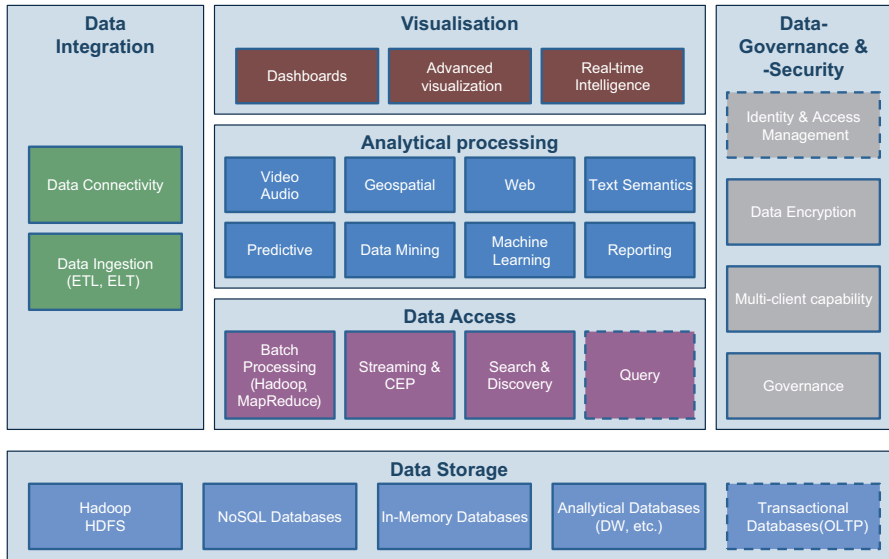 Data
Integration
Data Connectivity
Data Ingestion
(ETL, ELT)
Visualisation
Dashboards
Advanced
visualization
Real-time
Intelligence
Analytical processing
Video
Audio
Geospatial
Web
Text Semantics
Predictive
Data Mining
Machine
Learning
Reporting
Data Access
Batch
Processing
(Hadoop,
MapReduce)
Streaming &
CEP
Search &
Discovery
Query
Data-
Governance &
-Security
Identity & Access
Management
Data Encryption
Multi-client capability
Governance
Data Storage
Hadoop
HDFS
NoSQL Databases
In-Memory Databases
Anallytical Databases
(DW, etc.)
Transactional
Databases(OLTP)